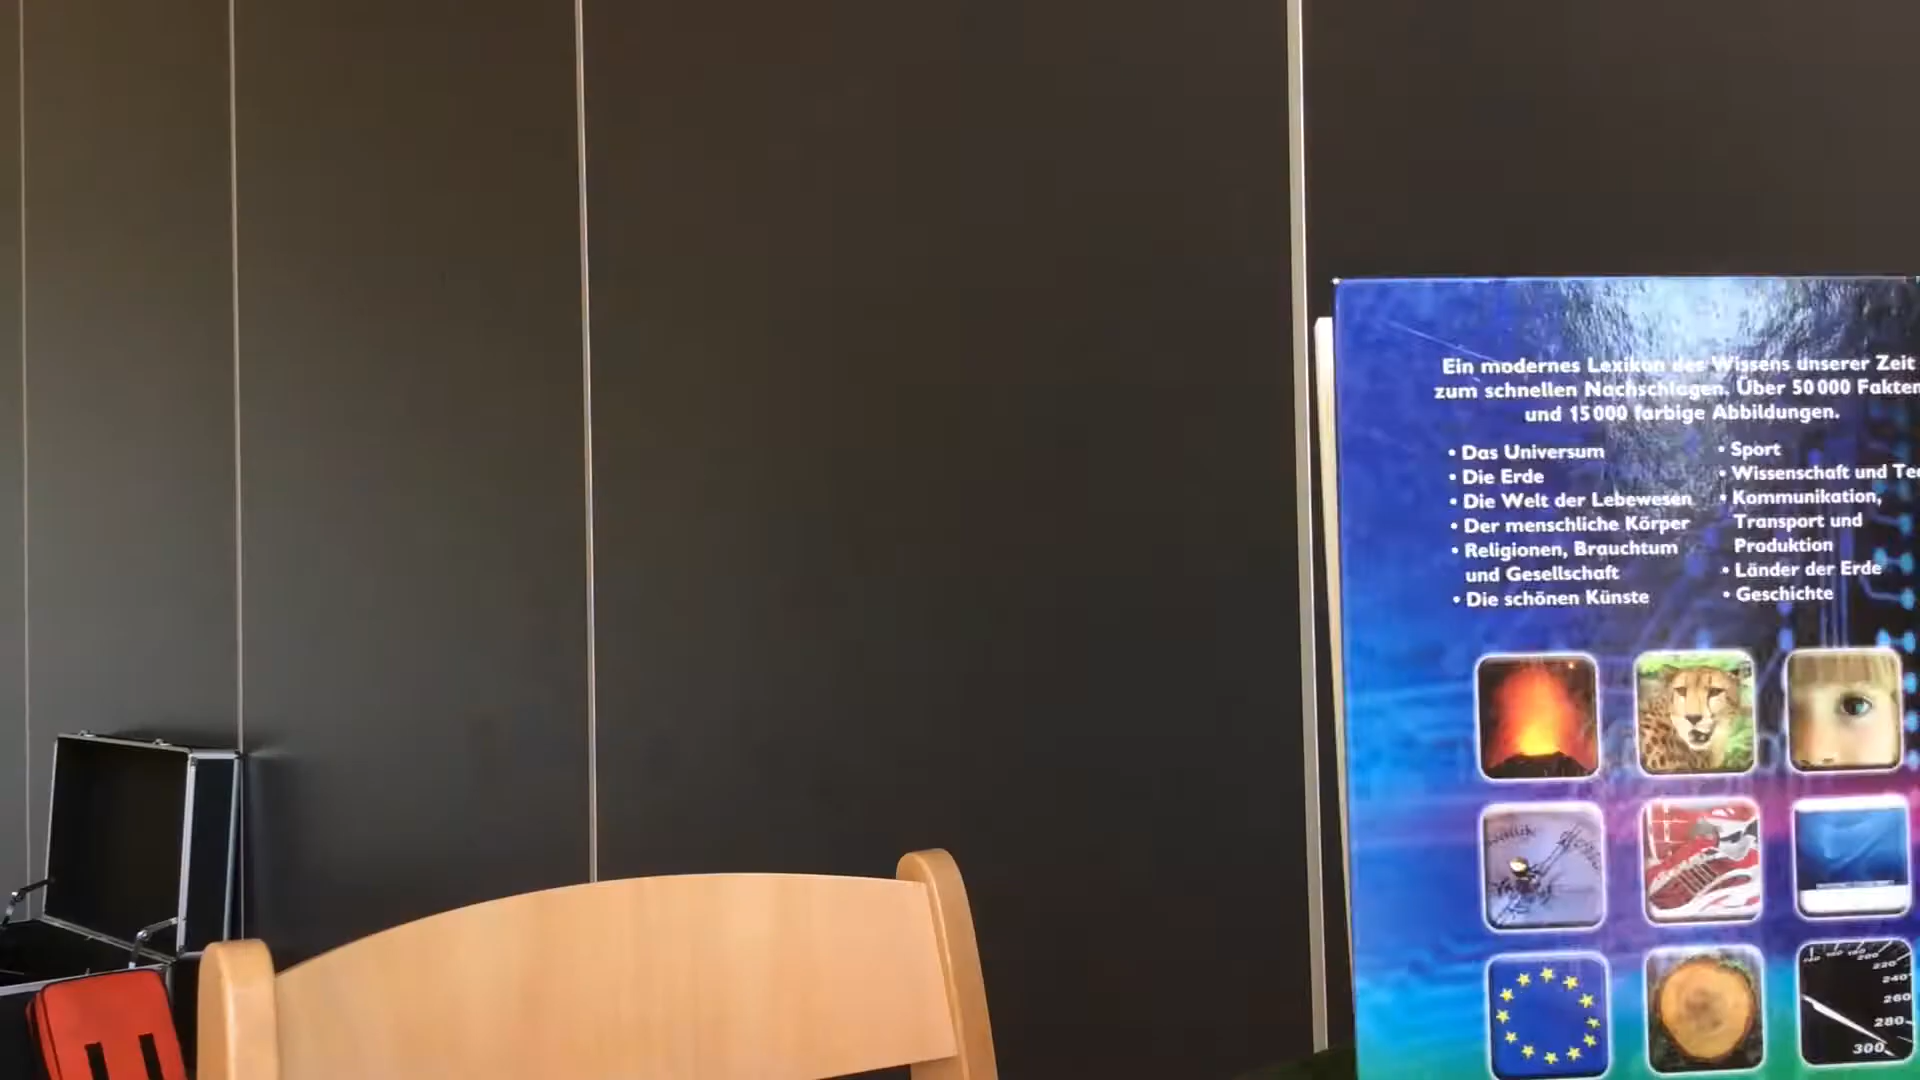 Ein modernes Lexikon des Wissens unserer Zeit
zum schnellen Nachschlagen. Über 50 000 Fakten
und 15 000 farbige Abbildungen.
• Das Universum
• Die Erde
• Die Welt der Lebewesen
• Der menschliche Körper
• Religionen, Brauchtum
und Gesellschaft
• Die schönen Künste
• Sport
• Wissenschaft und
• Kommunikation,
Transport und
Produktion
• Länder der Erde
• Geschichte
200
220
240
260
280
300